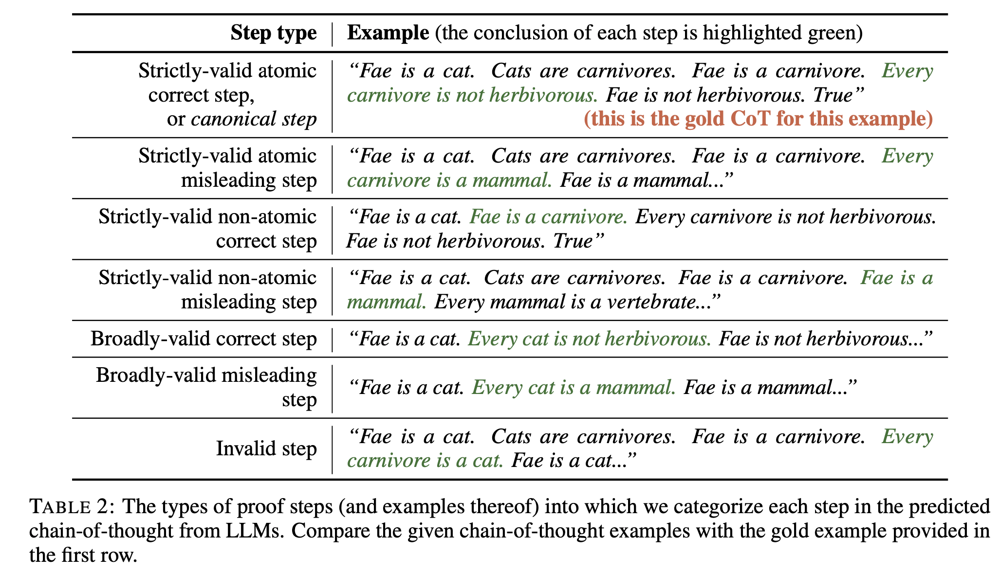 Step type | Example (the conclusion of each step is highlighted green)
Strictly-valid atomic
correct step,
or canonical step
“Fae is a cat. Cats are carnivores. Fae is a carnivore. Every
carnivore is not herbivorous. Fae is not herbivorous. True”
(this is the gold CoT for this example)
Strictly-valid atomic
misleading step
“Fae is a cat. Cats are carnivores. Fae is a carnivore. Every
carnivore is a mammal. Fae is a mammal...”
Strictly-valid non-atomic
correct step
“Fae is a cat. Fae is a carnivore. Every carnivore is not herbivorous.
Fae is not herbivorous. True”
Strictly-valid non-atomic
misleading step
“Fae is a cat. Cats are carnivores. Fae is a carnivore. Fae is a
mammal. Every mammal is a vertebrate...”
Broadly-valid correct step
“Fae is a cat. Every cat is not herbivorous. Fae is not herbivorous...”
Broadly-valid misleading
step
“Fae is a cat. Every cat is a mammal. Fae is a mammal...”
Invalid step
“Fae is a cat. Cats are carnivores. Fae is a carnivore. Every
carnivore is a cat. Fae is a cat...”
TABLE 2: The types of proof steps (and examples thereof) into which we categorize each step in the predicted
chain-of-thought from LLMs. Compare the given chain-of-thought examples with the gold example provided in
the first row.